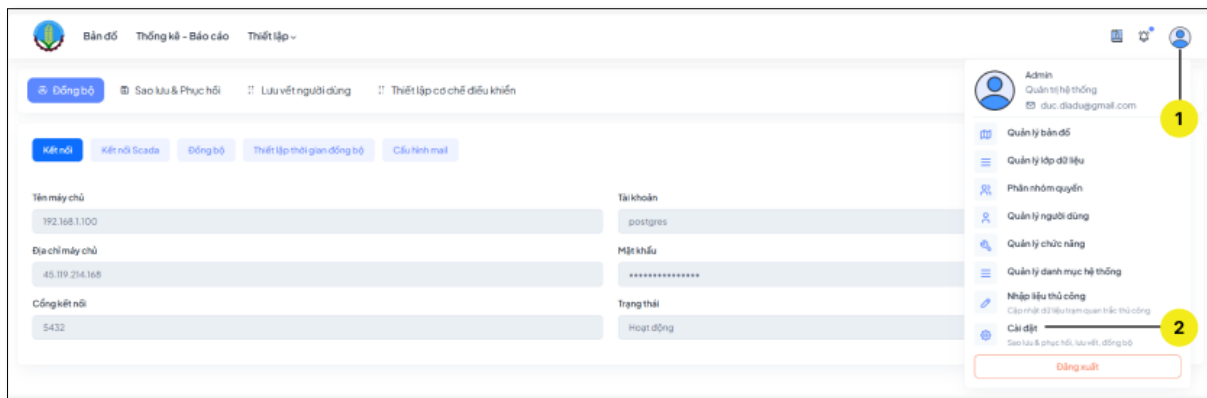 Bản đồ Thống kê - Báo cáo Thiết lập
Đồng bộ Sao lưu & Phục hồi Lưu vết người dùng Thiết lập cơ chế điều khiển
Kết nối Kết nối Scada Đồng bộ Thiết lập thời gian đồng bộ Cấu hình mail
Tên máy chủ
192.168.1.100
Địa chỉ máy chủ
45.119.214.168
Cổng kết nối
5432
Tài khoản
postgres
Mật khẩu
•••••••••••••••
Trạng thái
Hoạt động
Admin
Quản trị hệ thống
duc.dladu@gmail.com
1
Quản lý bản đồ
Quản lý lớp dữ liệu
Phân nhóm quyền
Quản lý người dùng
Quản lý chức năng
Quản lý danh mục hệ thống
Nhập liệu thủ công
Cập nhật dữ liệu trạm quan trắc thủ công
Cài đặt
2
Sao lưu & phục hồi, lưu vết, đồng bộ
Đăng xuất